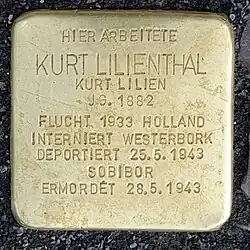 HIER ARBEITETE
KURT LILIENTHAL
KURT LILIEN
JG. 1882
FLUCHT 1933 HOLLAND
INTERNIERT WESTERBORK
DEPORTIERT 25.5.1943
SOBIBOR
ERMORDET 28.5.1943